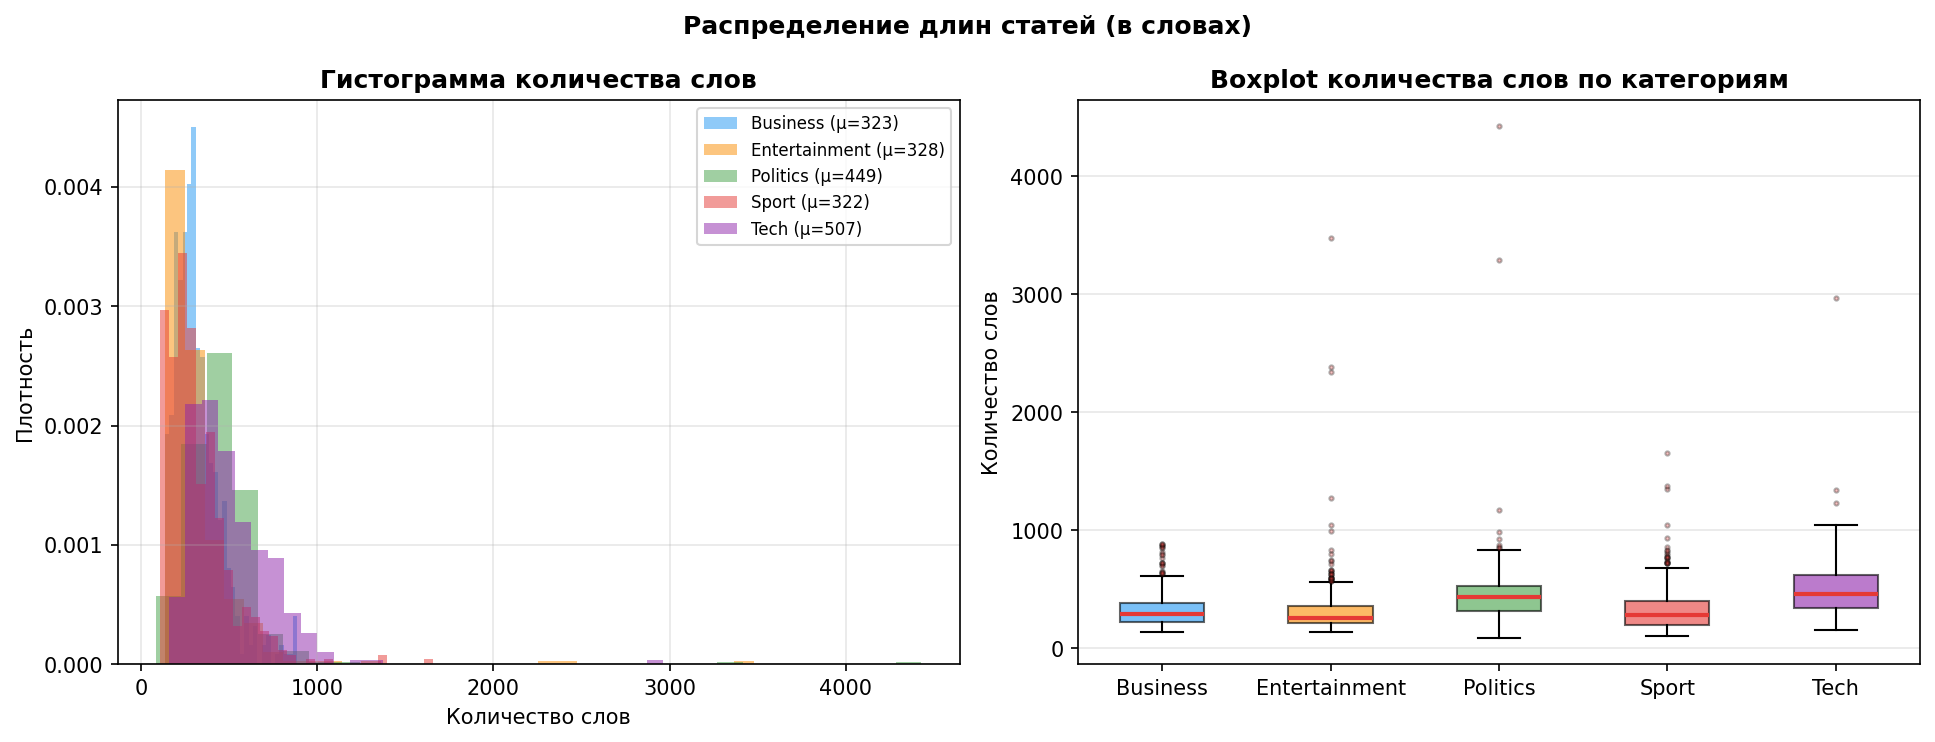 Распределение длин статей (в словах)
Гистограмма количества слов
Плотность
0.004
0.003
0.002
0.001
0.000
0
1000
2000
3000
4000
Количество слов
Business (μ=323)
Entertainment (μ=328)
Politics (μ=449)
Sport (μ=322)
Tech (μ=507)
Boxplot количества слов по категориям
Количество слов
4000
3000
2000
1000
0
Business
Entertainment
Politics
Sport
Tech